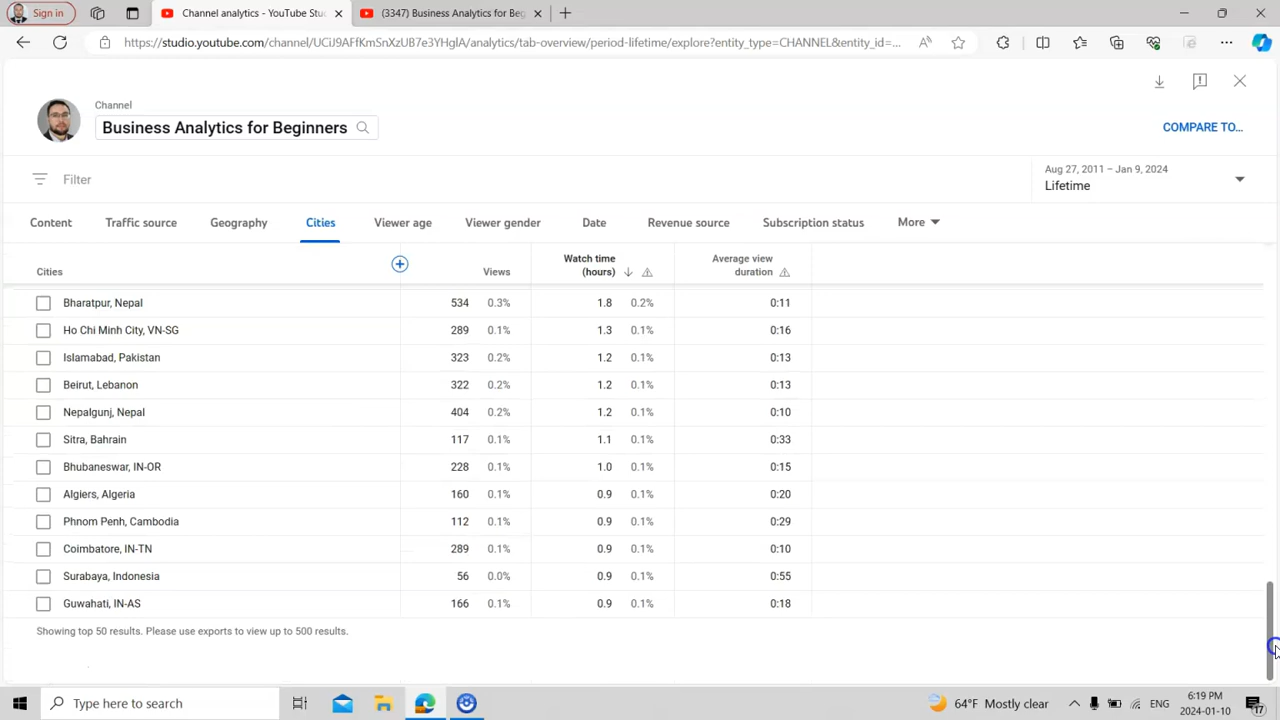 Sign in
Channel analytics - YouTube Stu
(3347) Business Analytics for Beg
https://studio.youtube.com/channel/UCiJ9AFfKmSnXzUB7e3YHglA/analytics/tab-overview/period-lifetime/explore?entity_type=CHANNEL&entity_id=...
Channel
Business Analytics for Beginners
COMPARE TO...
Filter
Aug 27, 2011 – Jan 9, 2024
Lifetime
Content Traffic source Geography Cities Viewer age Viewer gender Date Revenue source Subscription status More
Cities Views Watch time (hours) Average view duration
Bharatpur, Nepal 534 0.3% 1.8 0.2% 0:11
Ho Chi Minh City, VN-SG 289 0.1% 1.3 0.1% 0:16
Islamabad, Pakistan 323 0.2% 1.2 0.1% 0:13
Beirut, Lebanon 322 0.2% 1.2 0.1% 0:13
Nepalgunj, Nepal 404 0.2% 1.2 0.1% 0:10
Sitra, Bahrain 117 0.1% 1.1 0.1% 0:33
Bhubaneswar, IN-OR 228 0.1% 1.0 0.1% 0:15
Algiers, Algeria 160 0.1% 0.9 0.1% 0:20
Phnom Penh, Cambodia 112 0.1% 0.9 0.1% 0:29
Coimbatore, IN-TN 289 0.1% 0.9 0.1% 0:10
Surabaya, Indonesia 56 0.0% 0.9 0.1% 0:55
Guwahati, IN-AS 166 0.1% 0.9 0.1% 0:18
Showing top 50 results. Please use exports to view up to 500 results.
Type here to search
64°F Mostly clear
ENG
6:19 PM
2024-01-10
17